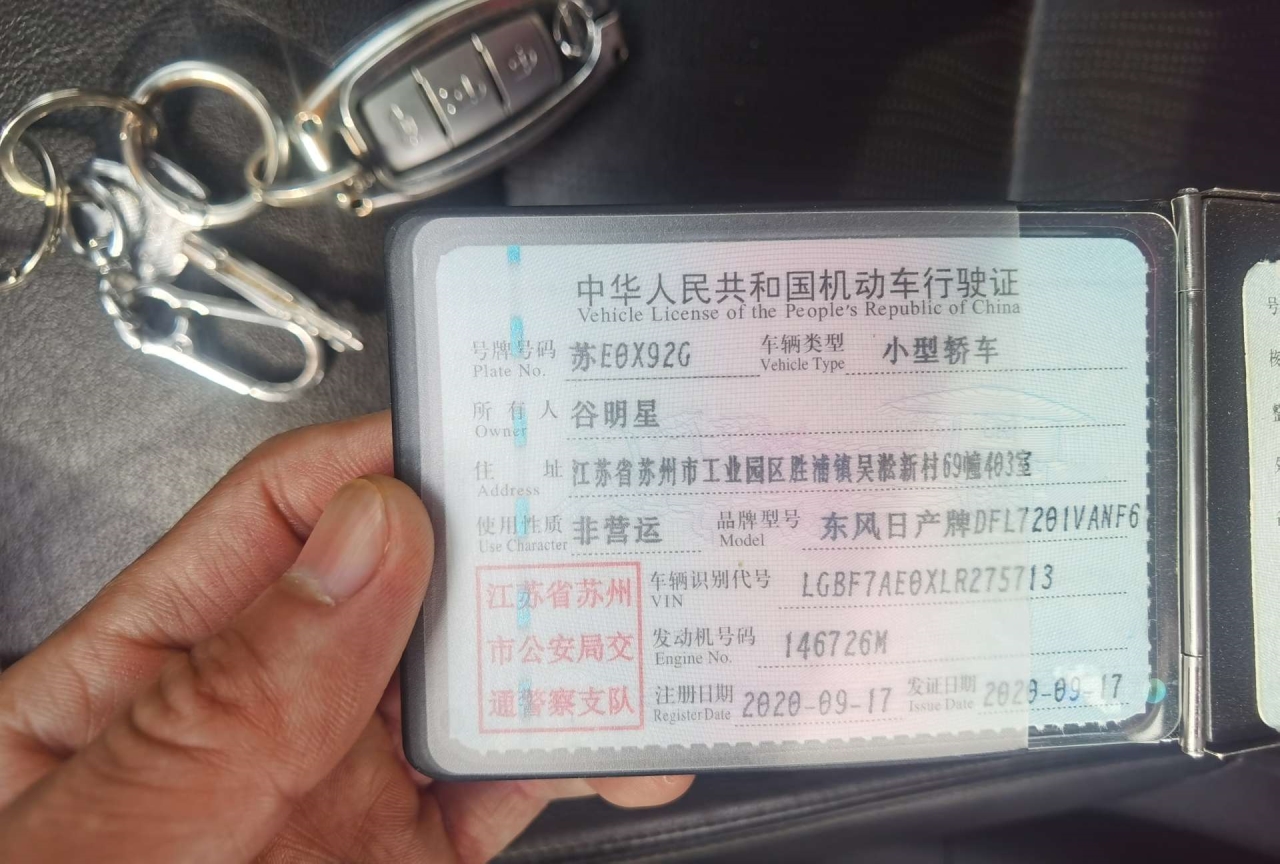 中华人民共和国机动车行驶证
Vehicle License of the People's Republic of China
号牌号码 苏E0X92G 车辆类型 小型轿车
Plate No. Vehicle Type
所有人 谷明星
Owner
住址 江苏省苏州市工业园区胜浦镇吴淞新村69幢403室
Address
使用性质 非营运 品牌型号 东风日产牌DFL7201VANF6
Use Character Model
江苏省苏州
市公安局交
通警察支队
车辆识别代号 LGBF7AE0XLR275713
VIN
发动机号码 146726M
Engine No.
注册日期 2020-09-17 发证日期 2020-09-17
Register Date Issue Date
号